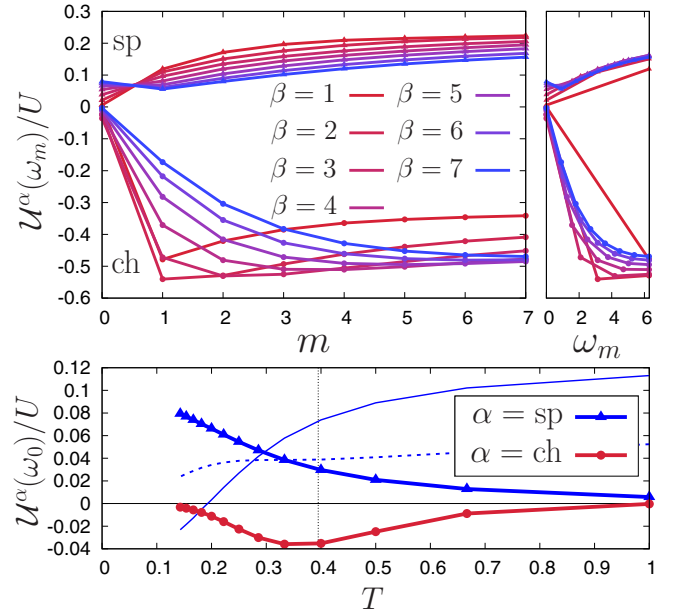 0.3
0.2
0.1
0
-0.1
-0.2
-0.3
-0.4
-0.5
-0.6
𝒰^α(ω_m)/U
sp
ch
β = 1
β = 2
β = 3
β = 4
β = 5
β = 6
β = 7
0 1 2 3 4 5 6 7
m
0 2 4 6
ω_m
0.12
0.1
0.08
0.06
0.04
0.02
0
-0.02
-0.04
𝒰^α(ω_0)/U
α = sp
α = ch
0 0.1 0.2 0.3 0.4 0.5 0.6 0.7 0.8 0.9 1
T